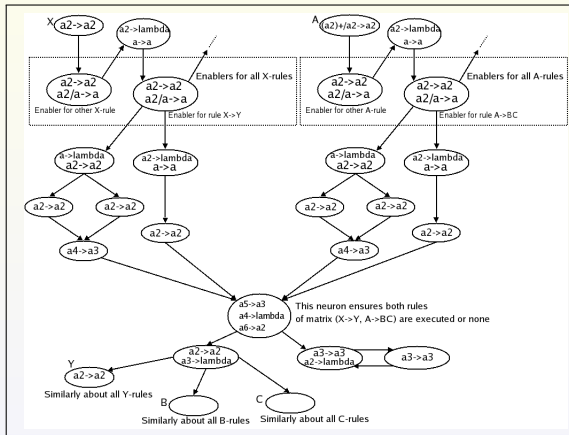 X
a2->a2
a2->lambda
a->a
A
(a2)+/a2->a2
a2->lambda
a->a
Enablers for all X-rules
Enablers for all A-rules
a2->a2
a2/a->a
a2->a2
a2/a->a
a2->a2
a2/a->a
a2->a2
a2/a->a
Enabler for other X-rule
Enabler for rule X->Y
Enabler for other A-rule
Enabler for rule A->BC
a->lambda
a2->a2
a2->lambda
a->a
a->lambda
a2->a2
a2->lambda
a->a
a2->a2
a2->a2
a2->a2
a2->a2
a2->a2
a2->a2
a4->a3
a4->a3
a5->a3
a4->lambda
a6->a2
This neuron ensures both rules
of matrix (X->Y, A->BC) are executed or none
a2->a2
a3->lambda
a3->a3
a2->lambda
a3->a3
Y
a2->a2
Similarly about all Y-rules
B
C
Similarly about all B-rules
Similarly about all C-rules